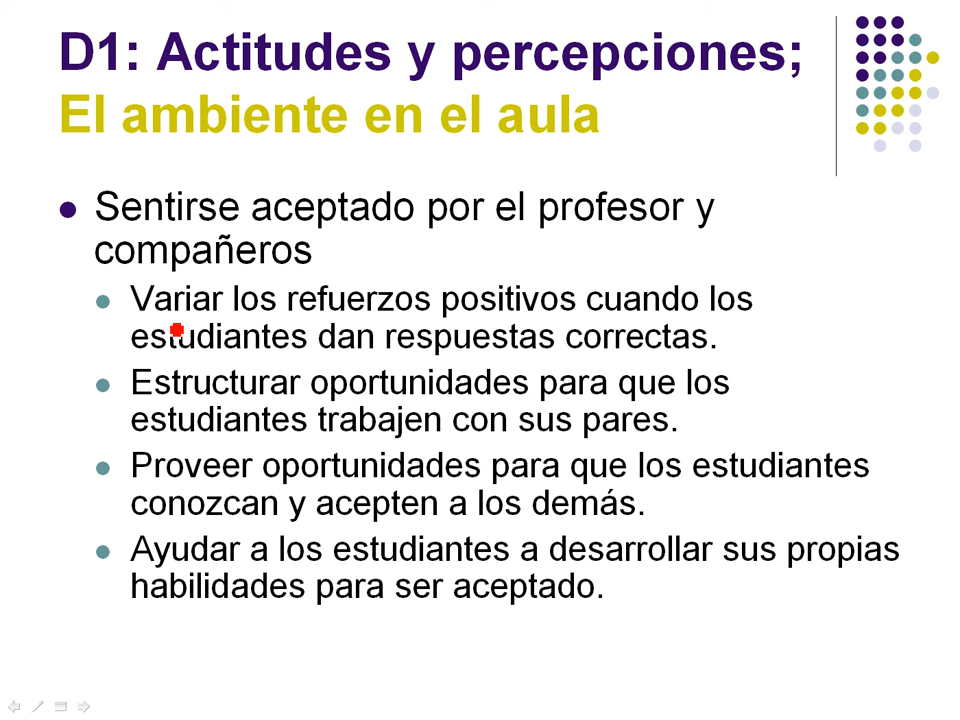 D1: Actitudes y percepciones;
El ambiente en el aula
Sentirse aceptado por el profesor y
compañeros
Variar los refuerzos positivos cuando los
estudiantes dan respuestas correctas.
Estructurar oportunidades para que los
estudiantes trabajen con sus pares.
Proveer oportunidades para que los estudiantes
conozcan y acepten a los demás.
Ayudar a los estudiantes a desarrollar sus propias
habilidades para ser aceptado.